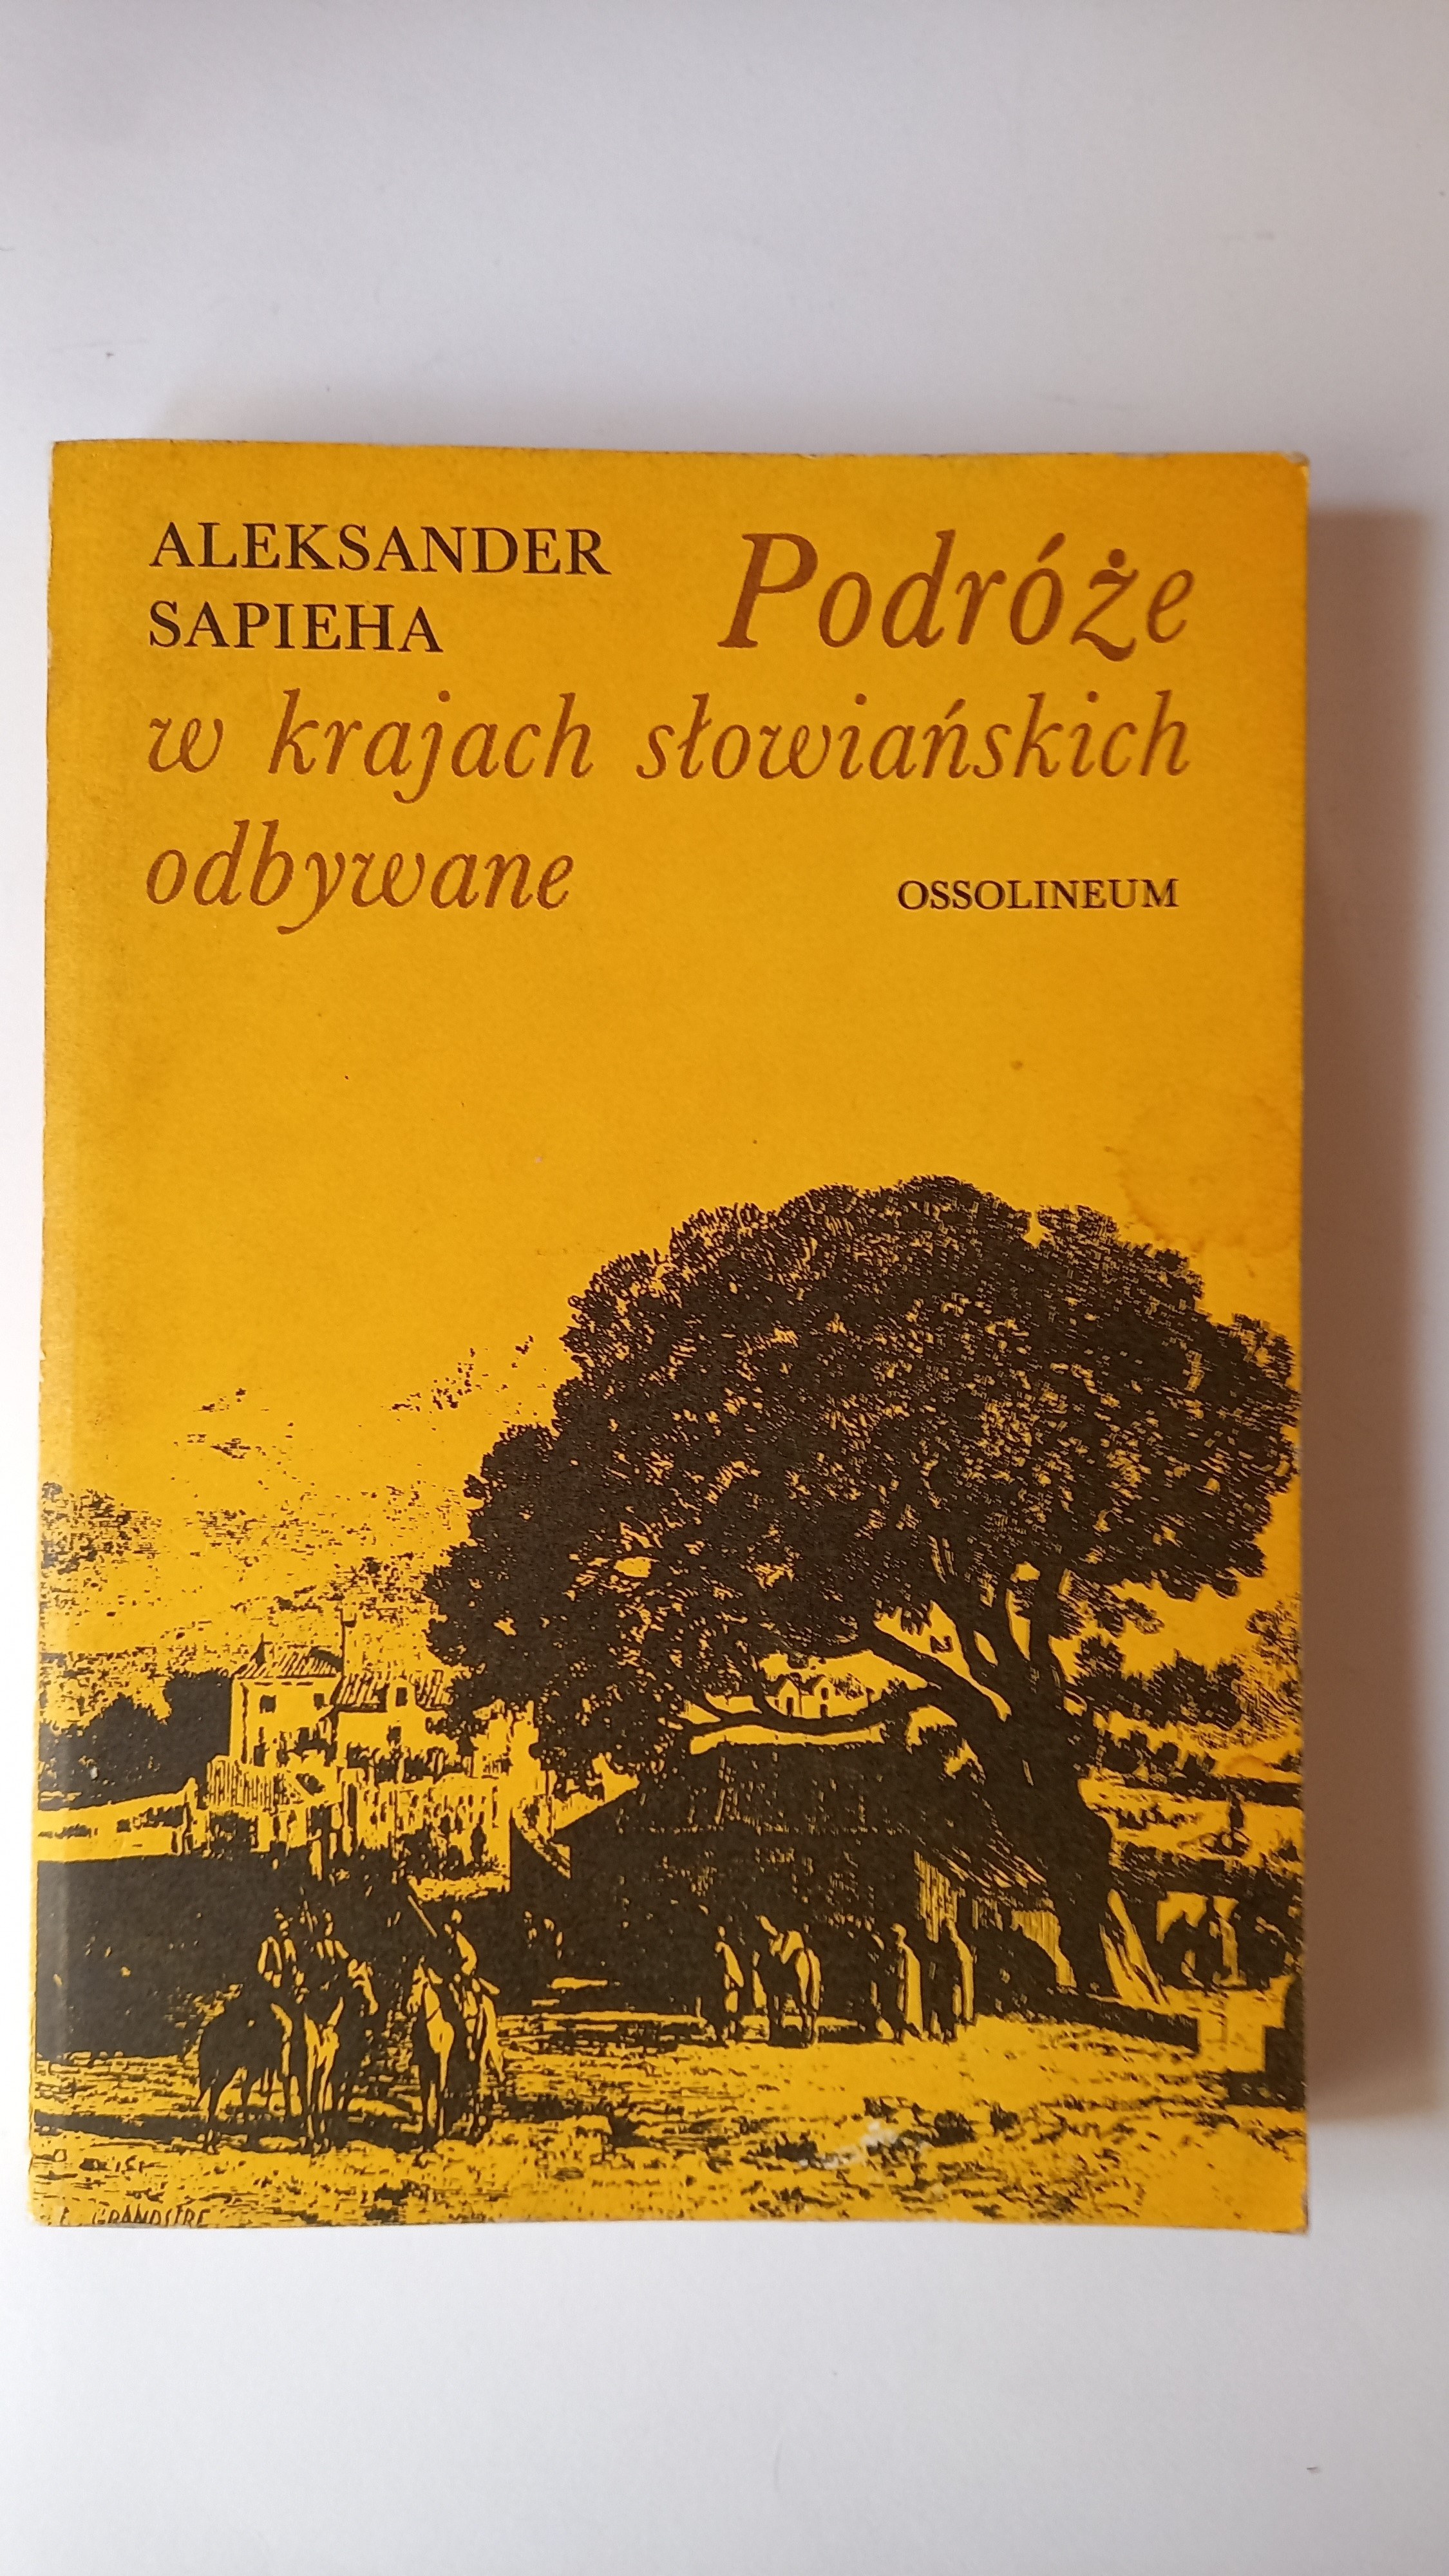 ALEKSANDER
SAPIEHA
Podróże
w krajach słowiańskich
odbywane
OSSOLINEUM